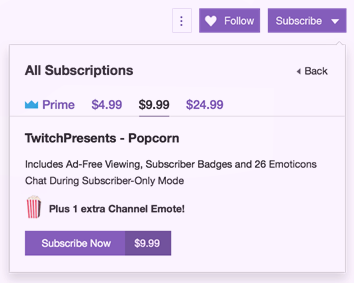 Follow Subscribe
All Subscriptions Back
Prime $4.99 $9.99 $24.99
TwitchPresents - Popcorn
Includes Ad-Free Viewing, Subscriber Badges and 26 Emoticons
Chat During Subscriber-Only Mode
Plus 1 extra Channel Emote!
Subscribe Now $9.99